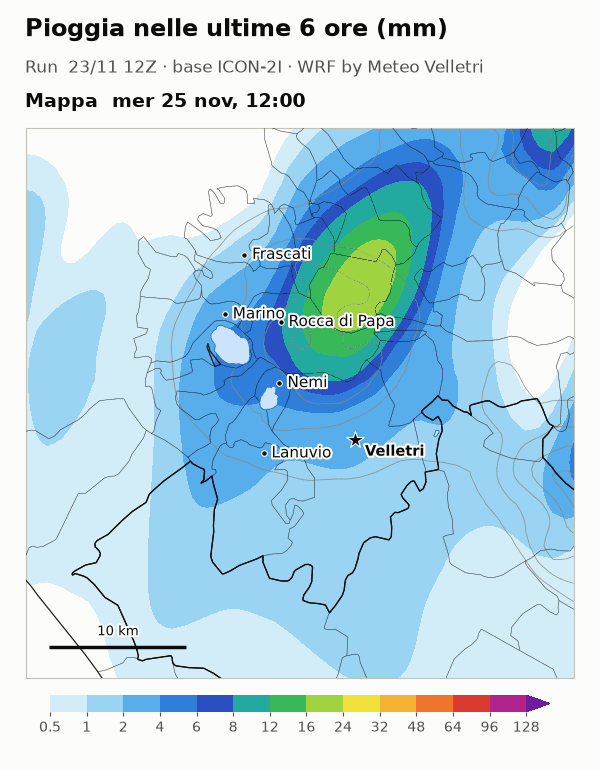 Pioggia nelle ultime 6 ore (mm)
Run 23/11 12Z · base ICON-2I · WRF by Meteo Velletri
Mappa mer 25 nov, 12:00
Frascati
Marino
Rocca di Papa
Nemi
Velletri
Lanuvio
10 km
0.5 1 2 4 6 8 12 16 24 32 48 64 96 128